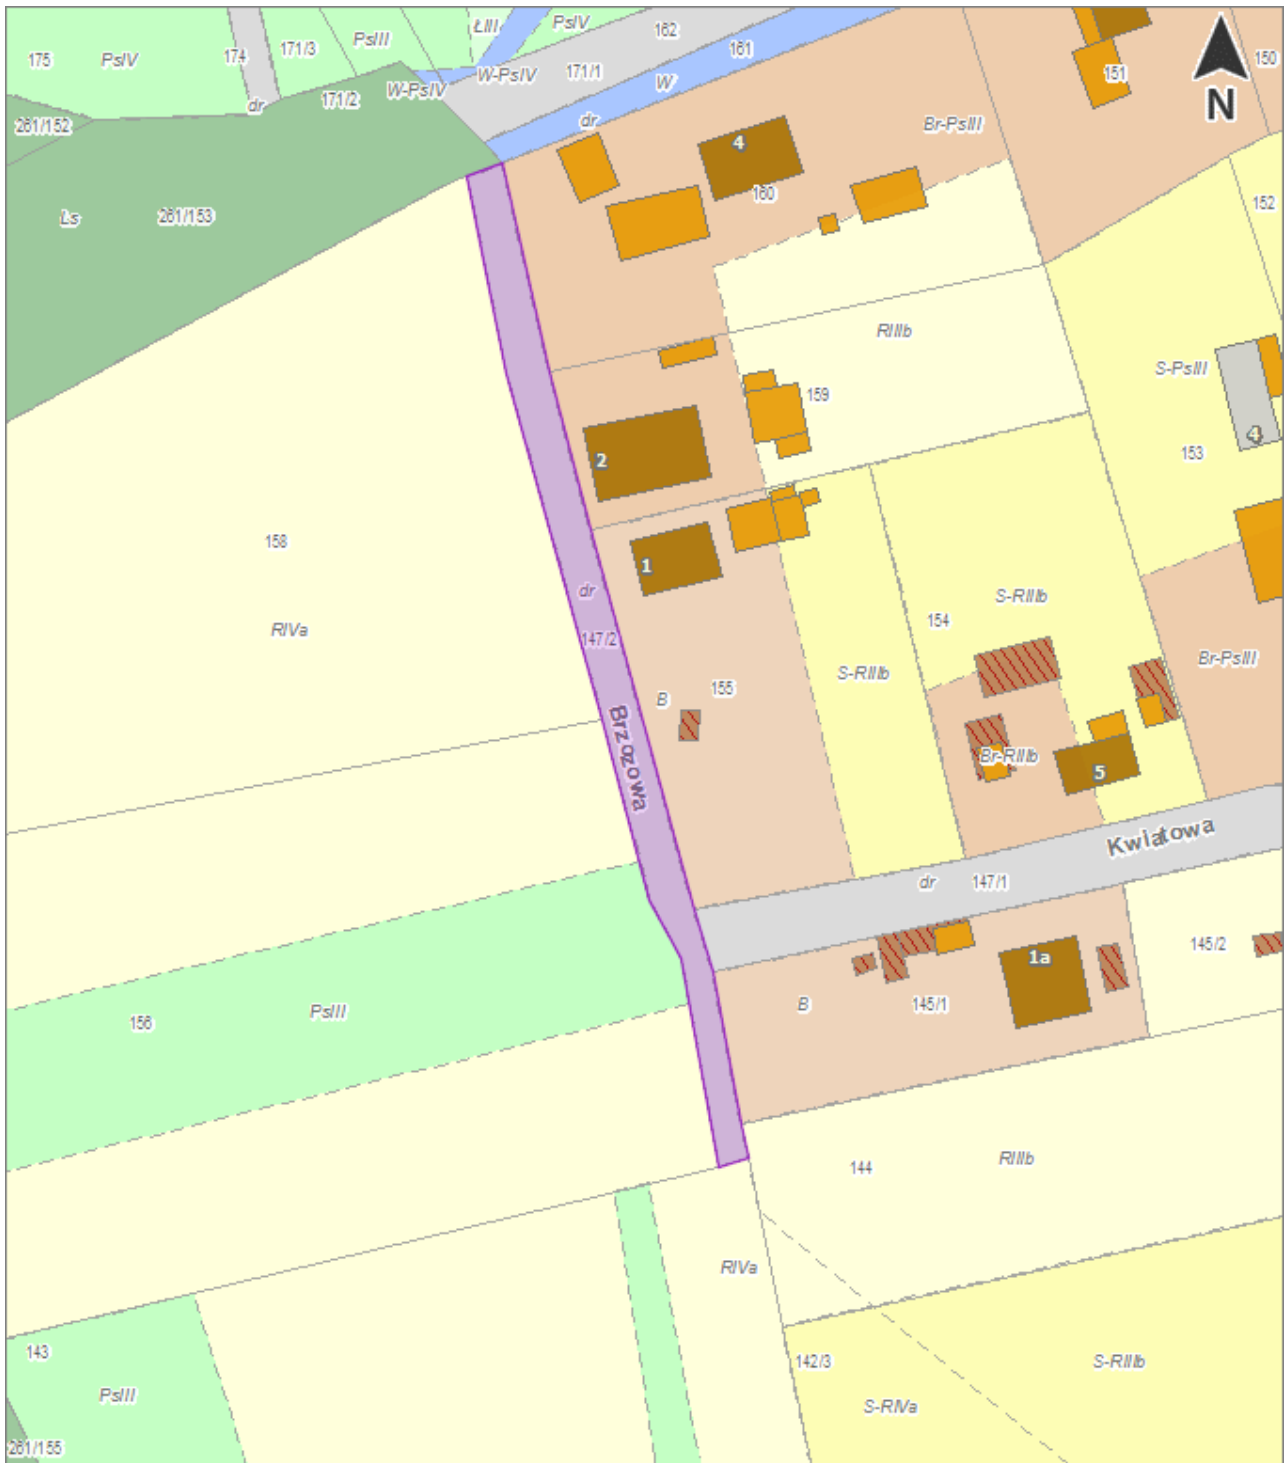 ŁIII
PsIV
162
175
PsIV
174
171/3
PsIII
W-PsIV
171/1
161
W
W-PsIV
171/2
dr
dr
261/152
151
150
N
4
Br-PsIII
160
Ls
261/153
152
RIIIb
159
S-PsIII
4
153
2
158
1
dr
147/2
RIVa
S-RIIIb
154
S-RIIIb
Br-PsIII
B
155
Brzozowa
Br-RIIIb
5
Kwiatowa
dr
147/1
1a
145/2
B
145/1
156
PsIII
144
RIIIb
RIVa
143
PsIII
142/3
S-RIIIb
S-RIVa
261/155